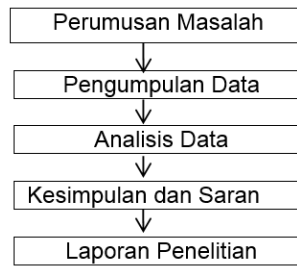 Perumusan Masalah
Pengumpulan Data
Analisis Data
Kesimpulan dan Saran
Laporan Penelitian